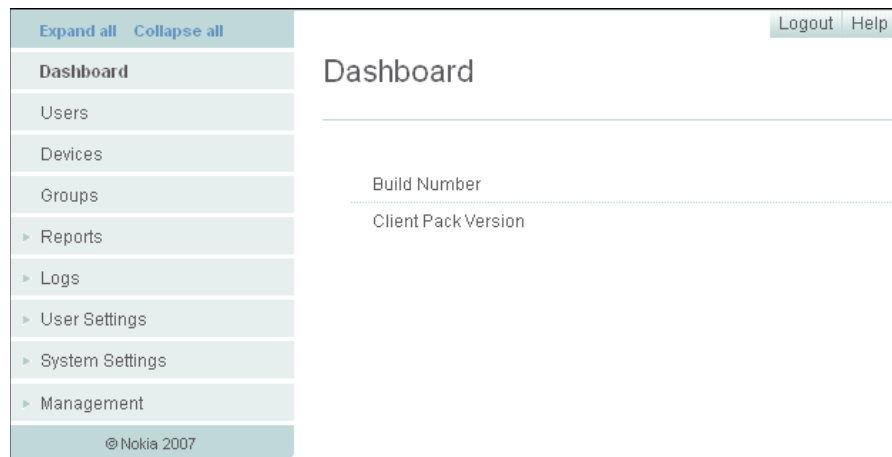 Expand all Collapse all
Logout Help
Dashboard
Dashboard
Users
Devices
Groups
Reports
Logs
User Settings
System Settings
Management
© Nokia 2007
Build Number
Client Pack Version